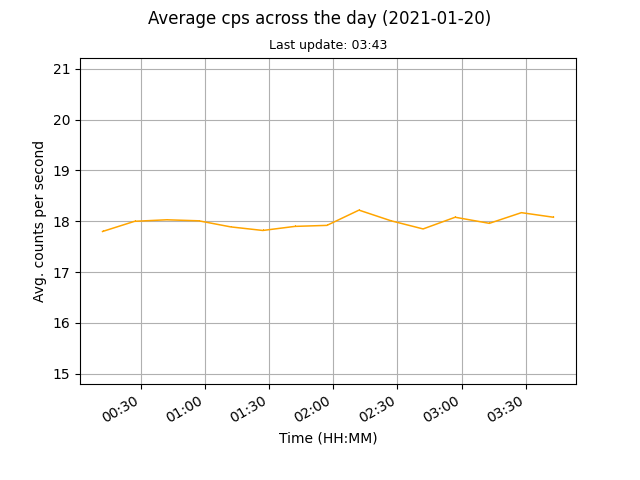 Average cps across the day (2021-01-20)
Last update: 03:43
21
20
19
18
17
16
15
Avg. counts per second
00:30 01:00 01:30 02:00 02:30 03:00 03:30
Time (HH:MM)